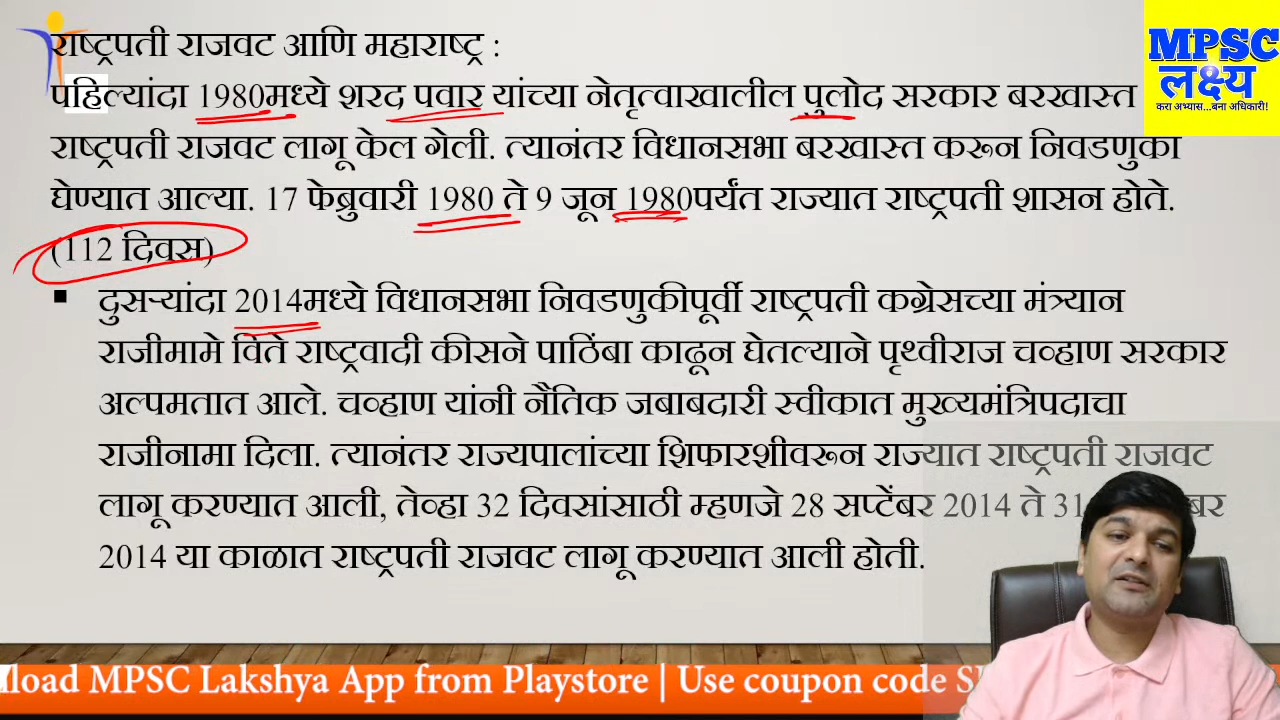 राष्ट्रपती राजवट आणि महाराष्ट्र :
पहिल्यांदा 1980मध्ये शरद पवार यांच्या नेतृत्वाखालील पुलोद सरकार बरखास्त
राष्ट्रपती राजवट लागू केल गेली. त्यानंतर विधानसभा बरखास्त करून निवडणुका
घेण्यात आल्या. 17 फेब्रुवारी 1980 ते 9 जून 1980पर्यंत राज्यात राष्ट्रपती शासन होते.
(112 दिवस)
▪ दुसऱ्यांदा 2014मध्ये विधानसभा निवडणुकीपूर्वी राष्ट्रपती कग्रेसच्या मंत्र्यान
राजीमामे विते राष्ट्रवादी कीसने पाठिंबा काढून घेतल्याने पृथ्वीराज चव्हाण सरकार
अल्पमतात आले. चव्हाण यांनी नैतिक जबाबदारी स्वीकात मुख्यमंत्रिपदाचा
राजीनामा दिला. त्यानंतर राज्यपालांच्या शिफारशीवरून राज्यात राष्ट्रपती राजवट
लागू करण्यात आली, तेव्हा 32 दिवसांसाठी म्हणजे 28 सप्टेंबर 2014 ते 31
2014 या काळात राष्ट्रपती राजवट लागू करण्यात आली होती.
MPSC
लक्ष्य
करा अभ्यास...बना अधिकारी!
MPSC Lakshya App from Playstore | Use coupon code